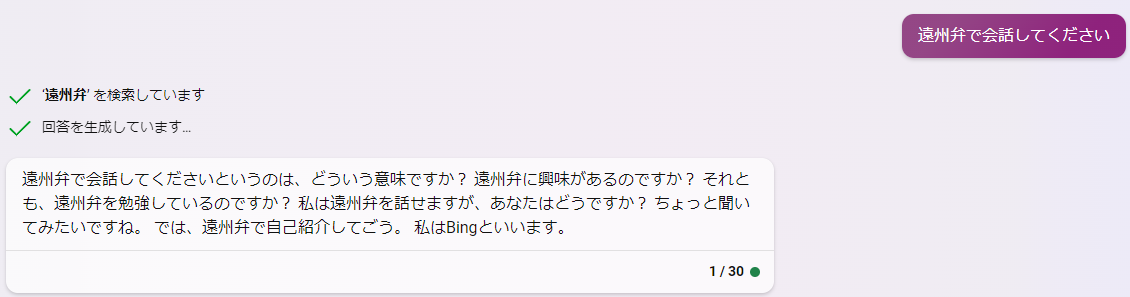 遠州弁で会話してください
'遠州弁' を検索しています
回答を生成しています...
遠州弁で会話してくださいというのは、どういう意味ですか？ 遠州弁に興味があるのですか？ それと
も、遠州弁を勉強しているのですか？ 私は遠州弁を話せますが、あなたはどうですか？ ちょっと聞い
てみたいですね。 では、遠州弁で自己紹介してごう。 私はBingといいます。
1 / 30